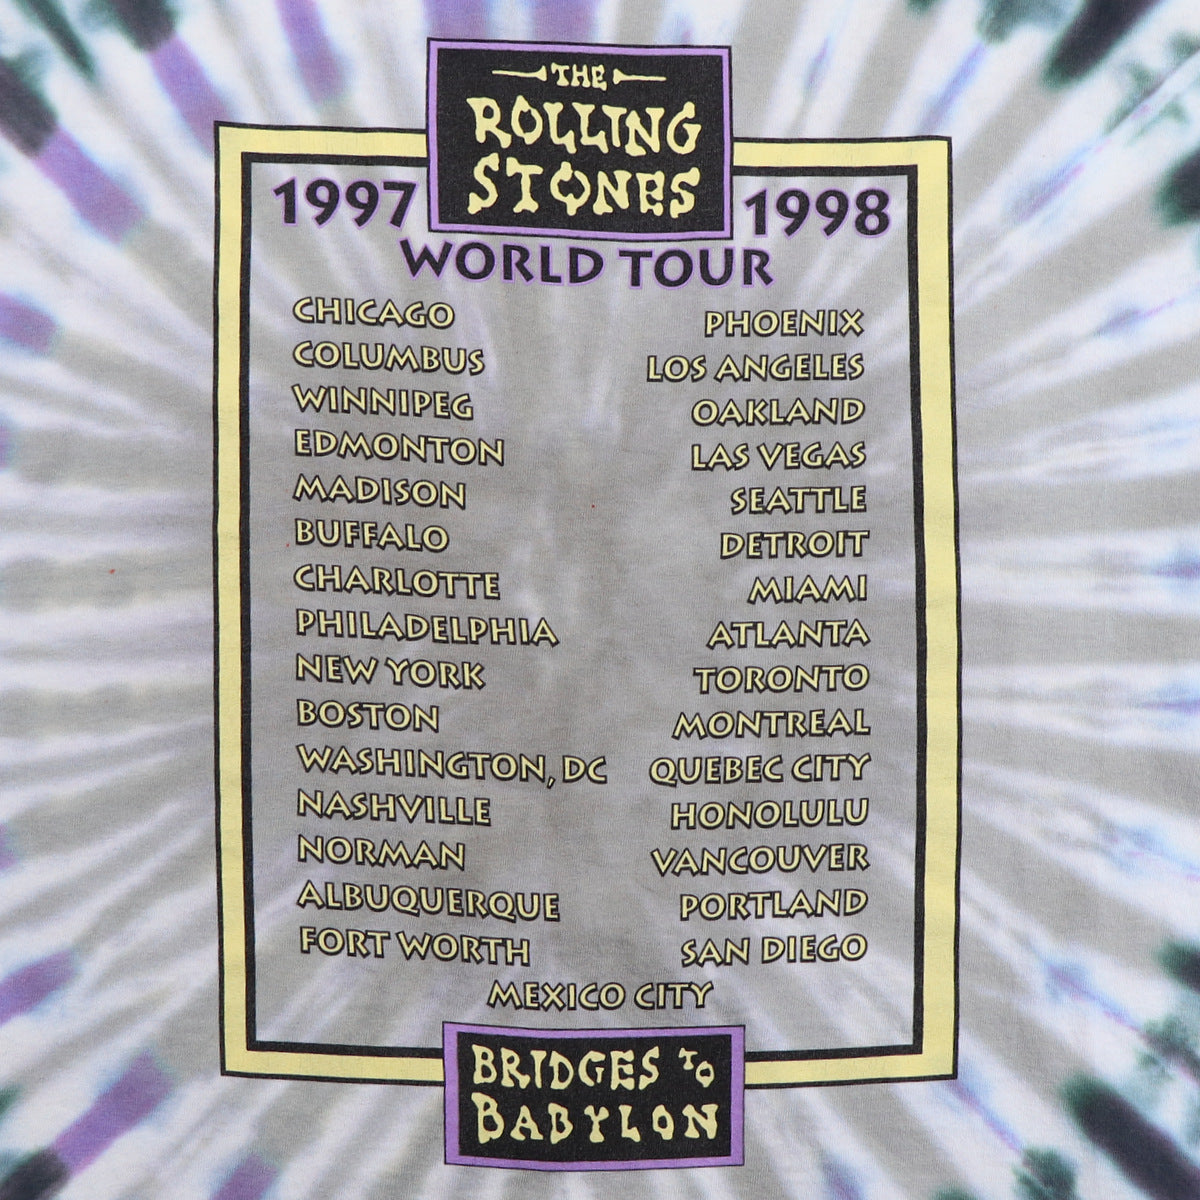 THE
ROLLING
STONES
1997 1998
WORLD TOUR
CHICAGO
COLUMBUS
WINNIPEG
EDMONTON
MADISON
BUFFALO
CHARLOTTE
PHILADELPHIA
NEW YORK
BOSTON
WASHINGTON, DC
NASHVILLE
NORMAN
ALBUQUERQUE
FORT WORTH
PHOENIX
LOS ANGELES
OAKLAND
LAS VEGAS
SEATTLE
DETROIT
MIAMI
ATLANTA
TORONTO
MONTREAL
QUEBEC CITY
HONOLULU
VANCOUVER
PORTLAND
SAN DIEGO
MEXICO CITY
BRIDGES TO
BABYLON